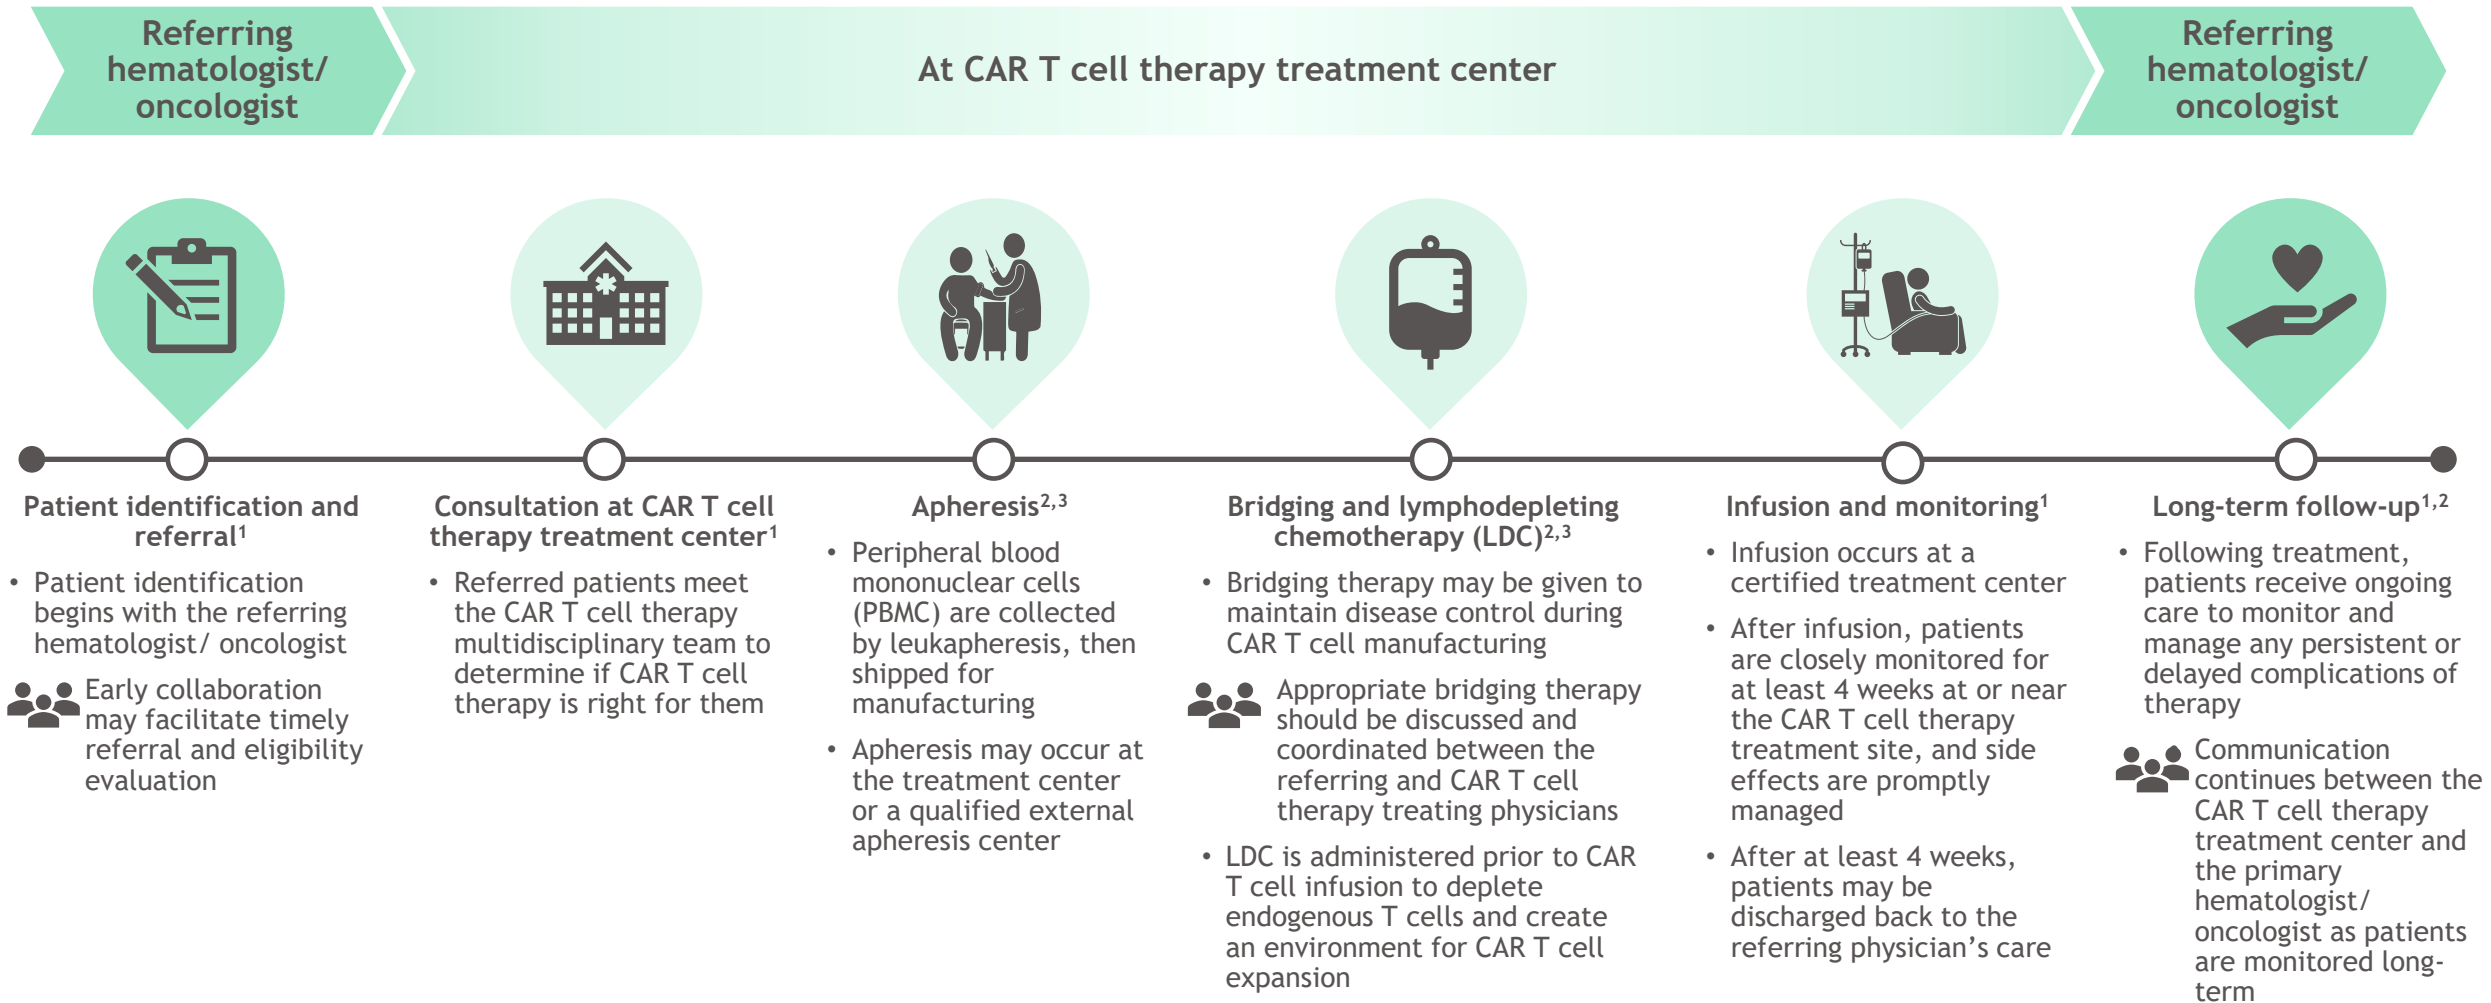 Referring
hematologist/
oncologist
At CAR T cell therapy treatment center
Referring
hematologist/
oncologist
Patient identification and
referral1
• Patient identification
begins with the referring
hematologist/ oncologist
Early collaboration
may facilitate timely
referral and eligibility
evaluation
Consultation at CAR T cell
therapy treatment center1
• Referred patients meet
the CAR T cell therapy
multidisciplinary team to
determine if CAR T cell
therapy is right for them
Apheresis2,3
• Peripheral blood
mononuclear cells
(PBMC) are collected
by leukapheresis, then
shipped for
manufacturing
• Apheresis may occur at
the treatment center
or a qualified external
apheresis center
Bridging and lymphodepleting
chemotherapy (LDC)2,3
• Bridging therapy may be given to
maintain disease control during
CAR T cell manufacturing
Appropriate bridging therapy
should be discussed and
coordinated between the
referring and CAR T cell
therapy treating physicians
• LDC is administered prior to CAR
T cell infusion to deplete
endogenous T cells and create
an environment for CAR T cell
expansion
Infusion and monitoring1
• Infusion occurs at a
certified treatment center
• After infusion, patients
are closely monitored for
at least 4 weeks at or near
the CAR T cell therapy
treatment site, and side
effects are promptly
managed
• After at least 4 weeks,
patients may be
discharged back to the
referring physician's care
Long-term follow-up1,2
• Following treatment,
patients receive ongoing
care to monitor and
manage any persistent or
delayed complications of
therapy
Communication
continues between the
CAR T cell therapy
treatment center and
the primary
hematologist/
oncologist as patients
are monitored long-
term